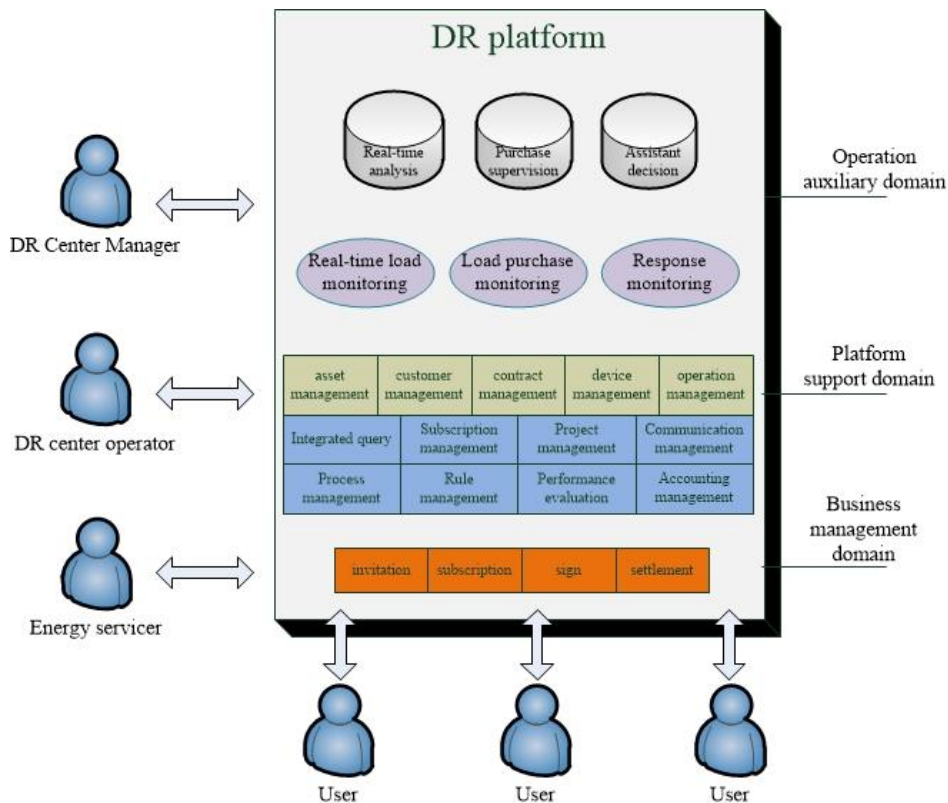 DR platform
Real-time
analysis
Purchase
supervision
Assistant
decision
Operation
auxiliary domain
DR Center Manager
Real-time load
monitoring
Load purchase
monitoring
Response
monitoring
asset
management
customer
management
contract
management
device
management
operation
management
Platform
support domain
DR center operator
Integrated query
Subscription
management
Project
management
Communication
management
Process
management
Rule
management
Performance
evaluation
Accounting
management
Business
management
domain
invitation
subscription
sign
settlement
Energy servicer
User
User
User